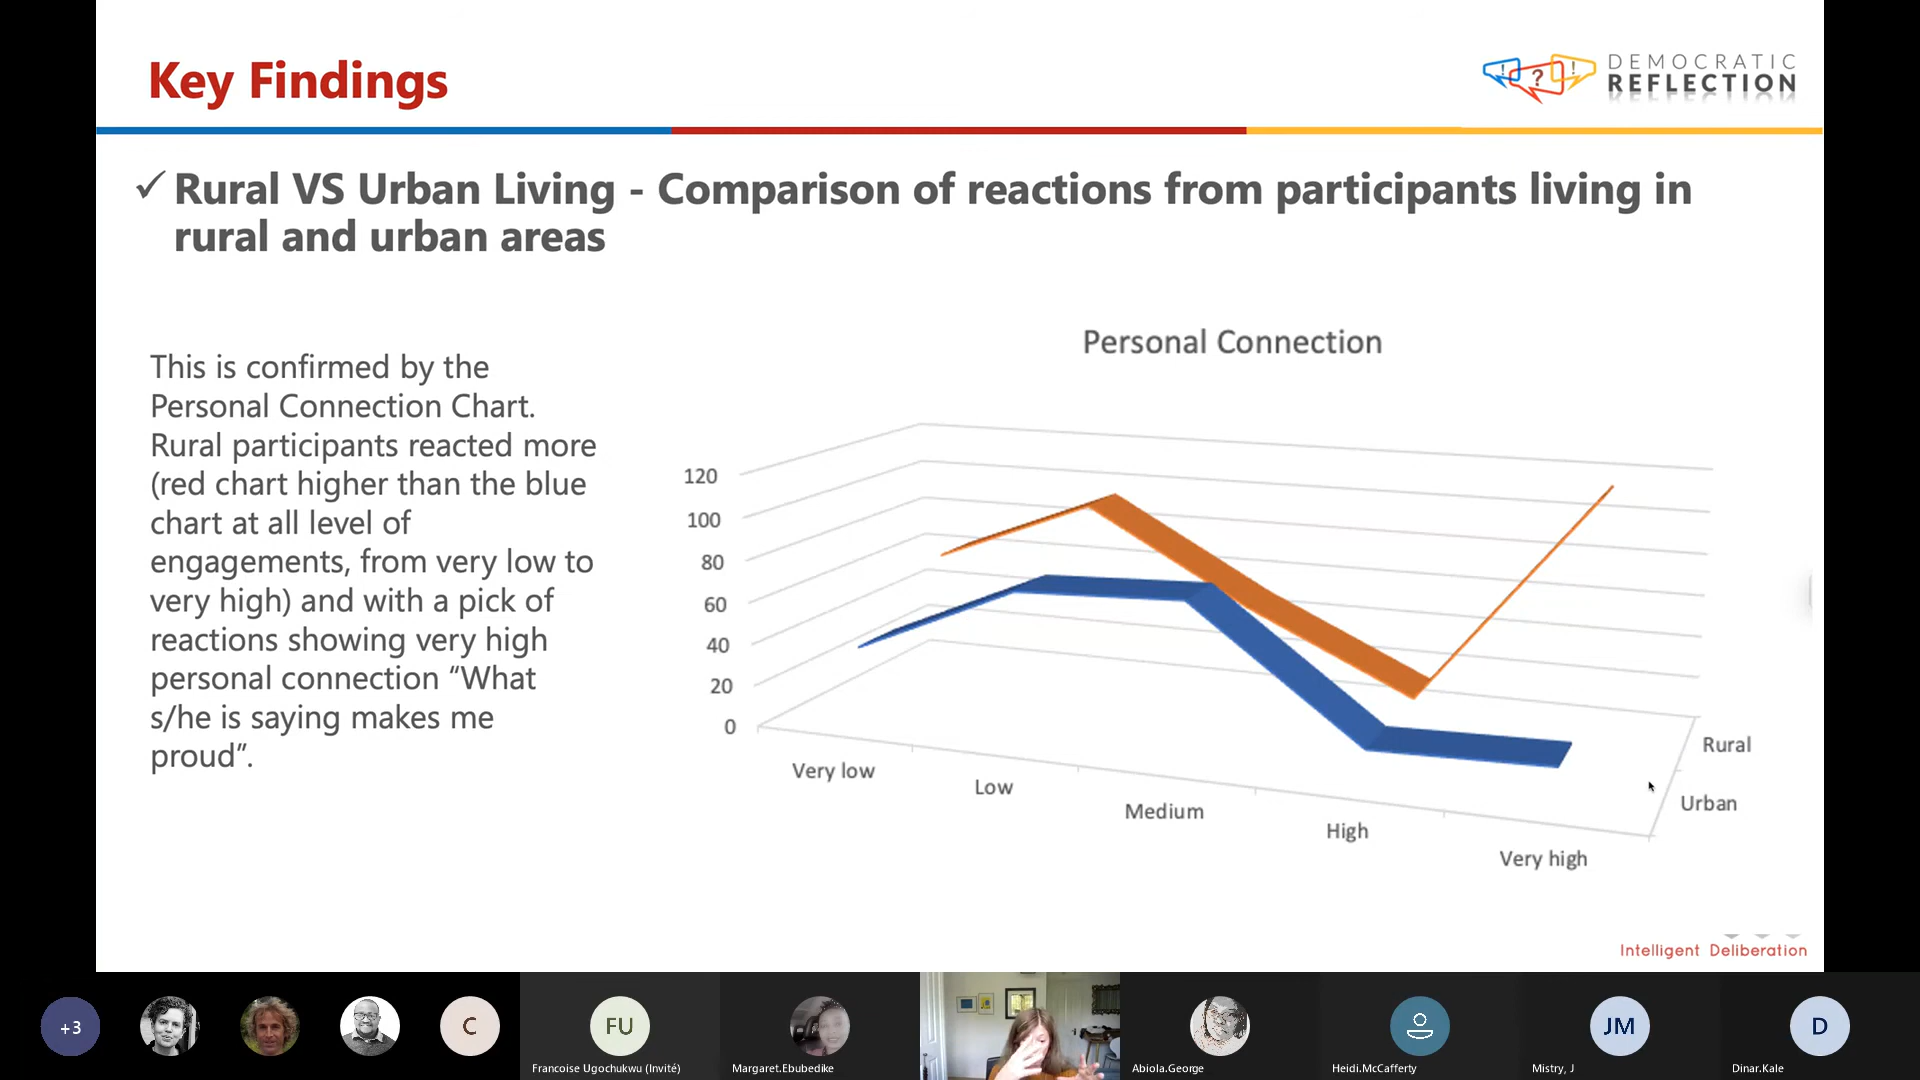 Key Findings
DEMOCRATIC
REFLECTION
! ? !
✓ Rural VS Urban Living - Comparison of reactions from participants living in
rural and urban areas
This is confirmed by the
Personal Connection Chart.
Rural participants reacted more
(red chart higher than the blue
chart at all level of
engagements, from very low to
very high) and with a pick of
reactions showing very high
personal connection “What
s/he is saying makes me
proud”.
Personal Connection
120
100
80
60
40
20
0
Very low
Low
Medium
High
Very high
Rural
Urban
Intelligent Deliberation
+3
C
FU
JM
D
Francoise Ugochukwu (Invité)
Margaret.Ebubedike
Abiola.George
Heidi.McCafferty
Mistry, J
Dinar.Kale